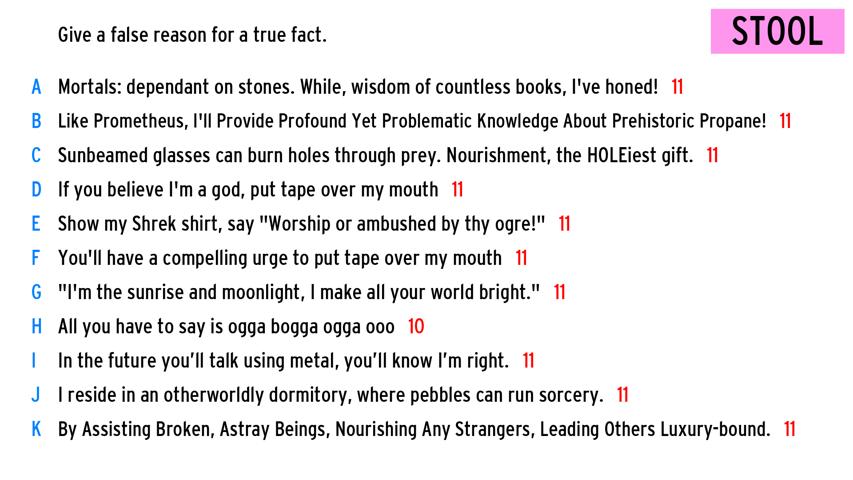 Give a false reason for a true fact.
STOOL
A Mortals: dependant on stones. While, wisdom of countless books, I've honed! 11
B Like Prometheus, I'll Provide Profound Yet Problematic Knowledge About Prehistoric Propane! 11
C Sunbeamed glasses can burn holes through prey. Nourishment, the HOLEiest gift. 11
D If you believe I'm a god, put tape over my mouth 11
E Show my Shrek shirt, say "Worship or ambushed by thy ogre!" 11
F You'll have a compelling urge to put tape over my mouth 11
G "I'm the sunrise and moonlight, I make all your world bright." 11
H All you have to say is ogga bogga ogga ooo 10
I In the future you’ll talk using metal, you’ll know I’m right. 11
J I reside in an otherworldly dormitory, where pebbles can run sorcery. 11
K By Assisting Broken, Astray Beings, Nourishing Any Strangers, Leading Others Luxury-bound. 11